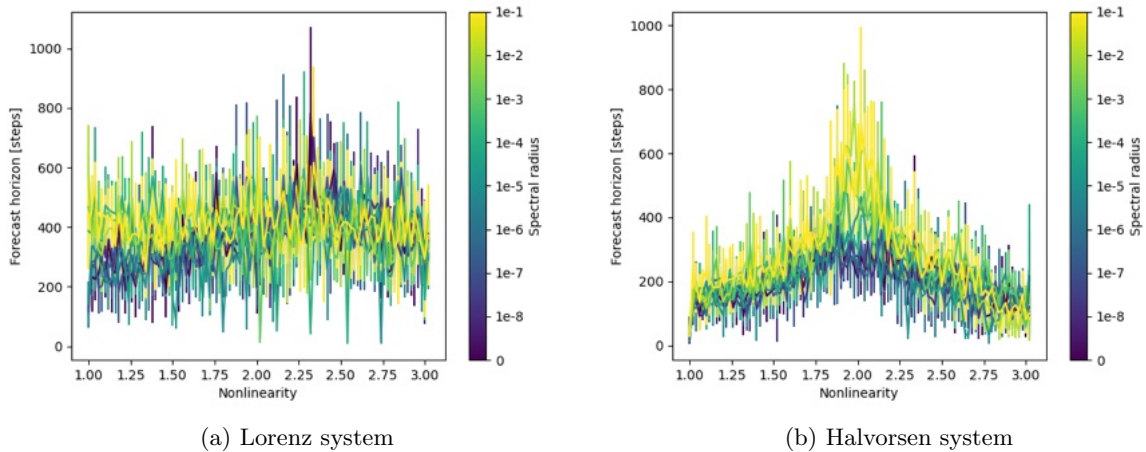 1000
800
600
400
200
0
Forecast horizon [steps]
1.00 1.25 1.50 1.75 2.00 2.25 2.50 2.75 3.00
Nonlinearity
1e-1
1e-2
1e-3
1e-4
1e-5
1e-6
1e-7
1e-8
0
Spectral radius
(a) Lorenz system
1000
800
600
400
200
0
Forecast horizon [steps]
1.00 1.25 1.50 1.75 2.00 2.25 2.50 2.75 3.00
Nonlinearity
1e-1
1e-2
1e-3
1e-4
1e-5
1e-6
1e-7
1e-8
0
Spectral radius
(b) Halvorsen system